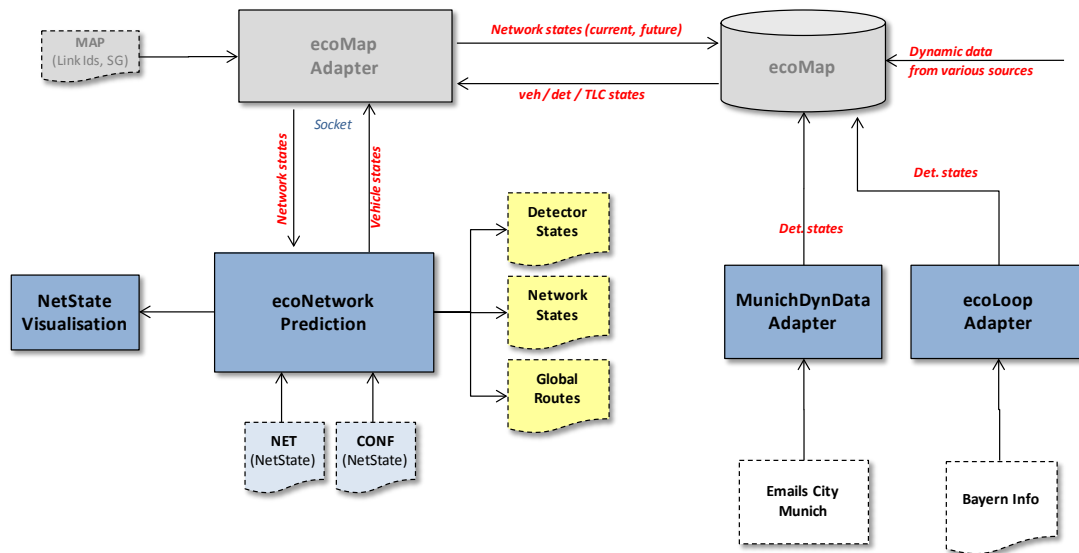 MAP
(Link Ids, SG)
ecoMap
Adapter
Network states (current, future)
veh / det / TLC states
ecoMap
Dynamic data
from various sources
Socket
Network states
Vehicle states
Det. states
Det. states
Detector
States
Network
States
Global
Routes
NetState
Visualisation
ecoNetwork
Prediction
MunichDynData
Adapter
ecoLoop
Adapter
NET
(NetState)
CONF
(NetState)
Emails City
Munich
Bayern Info